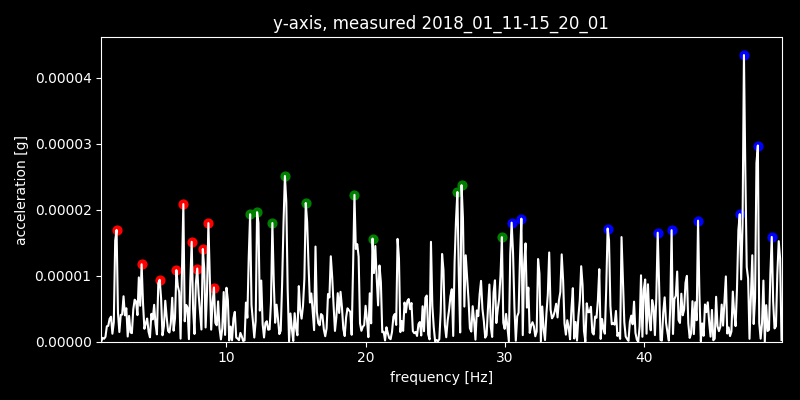 y-axis, measured 2018_01_11-15_20_01
acceleration [g]
0.00004
0.00003
0.00002
0.00001
0.00000
10 20 30 40
frequency [Hz]